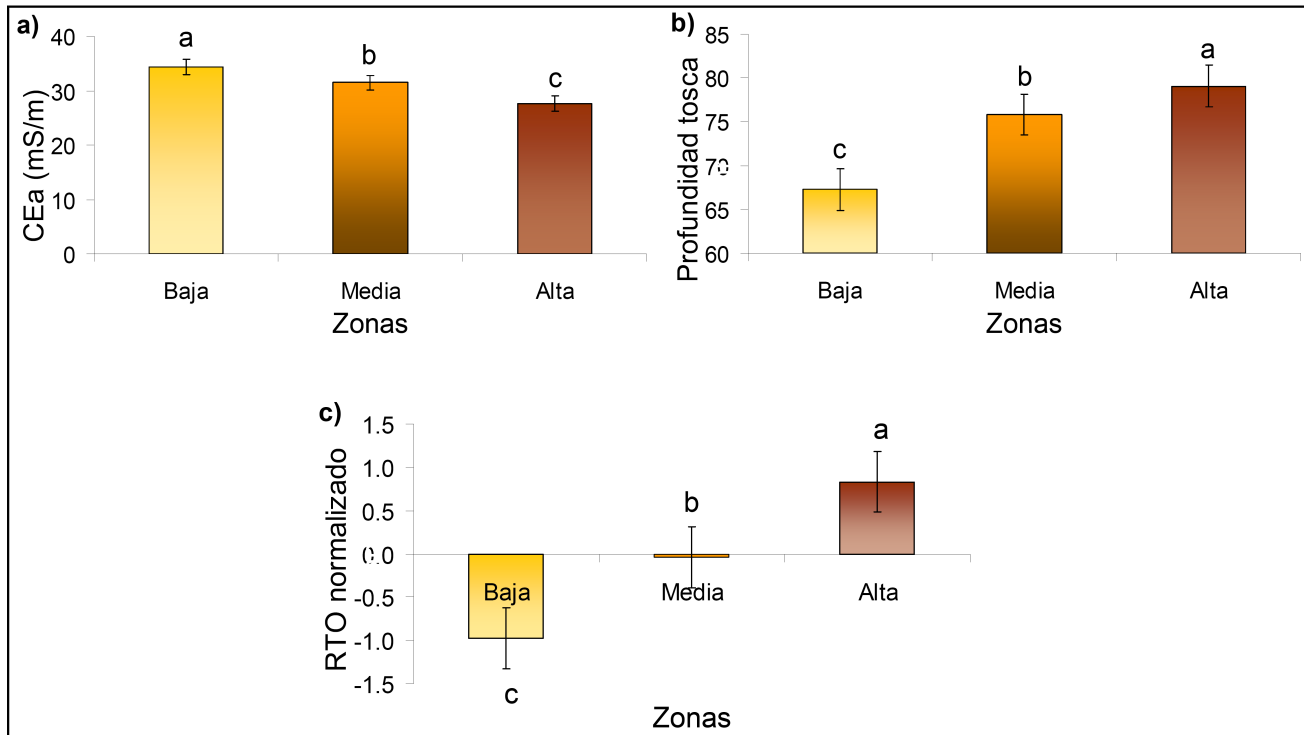 a)
CEa (mS/m)
40
30
20
10
0
a
b
c
Baja
Media
Alta
Zonas
b)
Profundidad tosca
85
80
75
70
65
60
c
b
a
Baja
Media
Alta
Zonas
c)
RTO normalizado
1.5
1.0
0.5
0.0
-0.5
-1.0
-1.5
c
b
a
Baja
Media
Alta
Zonas